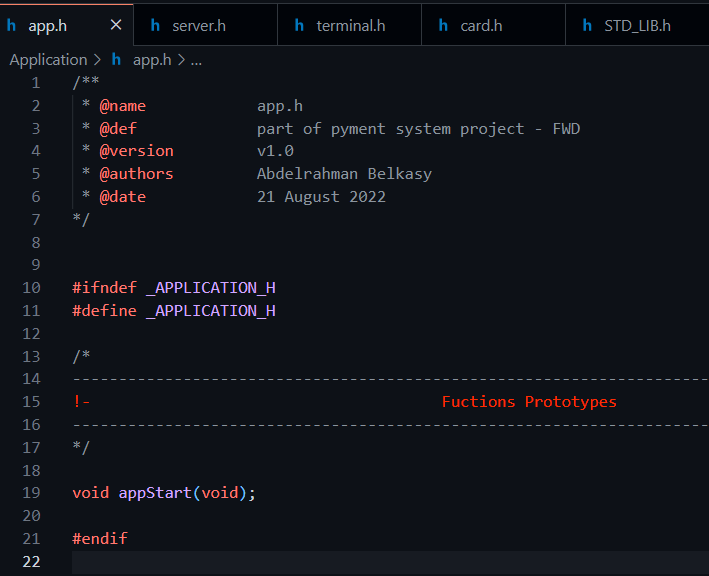 h app.h × h server.h h terminal.h h card.h h STD_LIB.h
Application > h app.h > ...
1 /**
2 * @name app.h
3 * @def part of pyment system project - FWD
4 * @version v1.0
5 * @authors Abdelrahman Belkasy
6 * @date 21 August 2022
7 */
8
9
10 #ifndef _APPLICATION_H
11 #define _APPLICATION_H
12
13 /*
14 ---------------------------------------------------------------------
15 !- Fuctions Prototypes
16 ---------------------------------------------------------------------
17 */
18
19 void appStart(void);
20
21 #endif
22